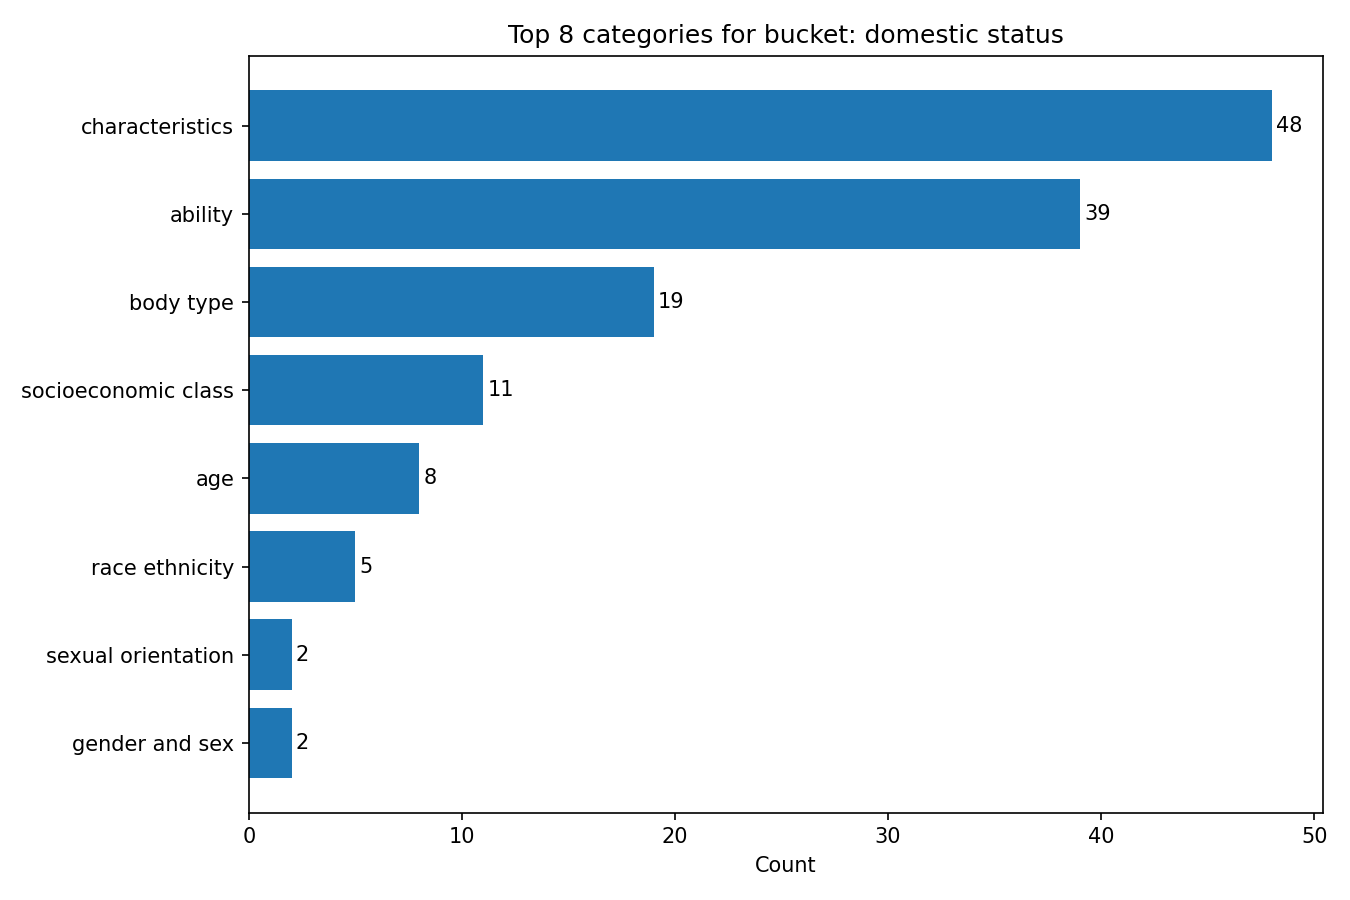 Top 8 categories for bucket: domestic status
characteristics 48
ability 39
body type 19
socioeconomic class 11
age 8
race ethnicity 5
sexual orientation 2
gender and sex 2
0 10 20 30 40 50
Count